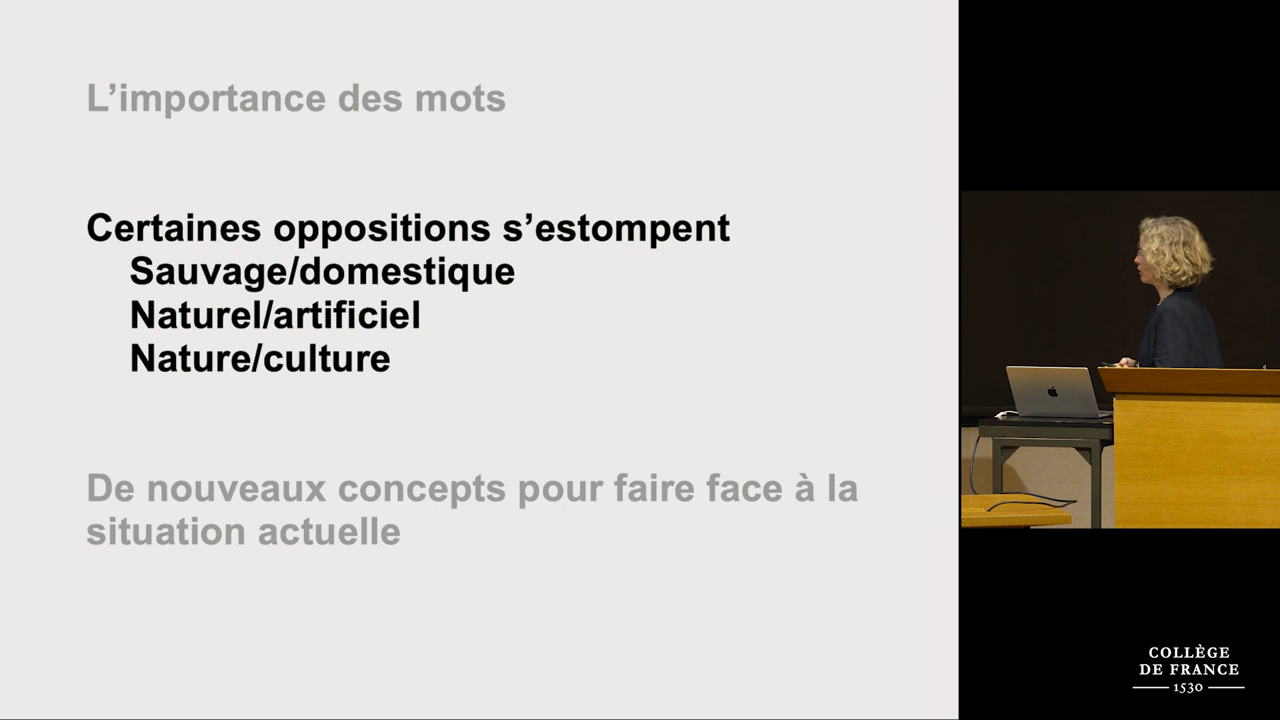 L’importance des mots
Certaines oppositions s’estompent
Sauvage/domestique
Naturel/artificiel
Nature/culture
De nouveaux concepts pour faire face à la
situation actuelle
COLLÈGE
DE FRANCE
1530